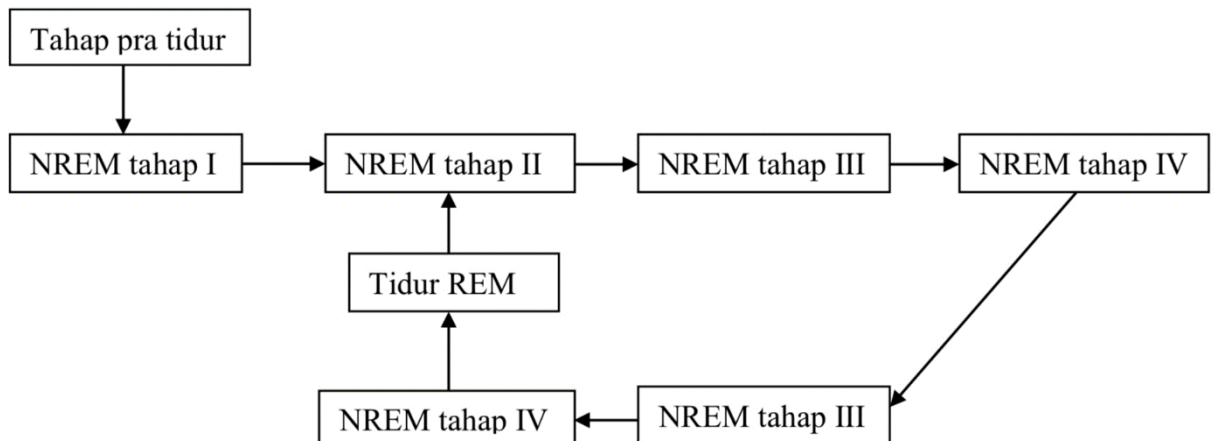 Tahap pra tidur
NREM tahap I
NREM tahap II
NREM tahap III
NREM tahap IV
Tidur REM
NREM tahap IV
NREM tahap III